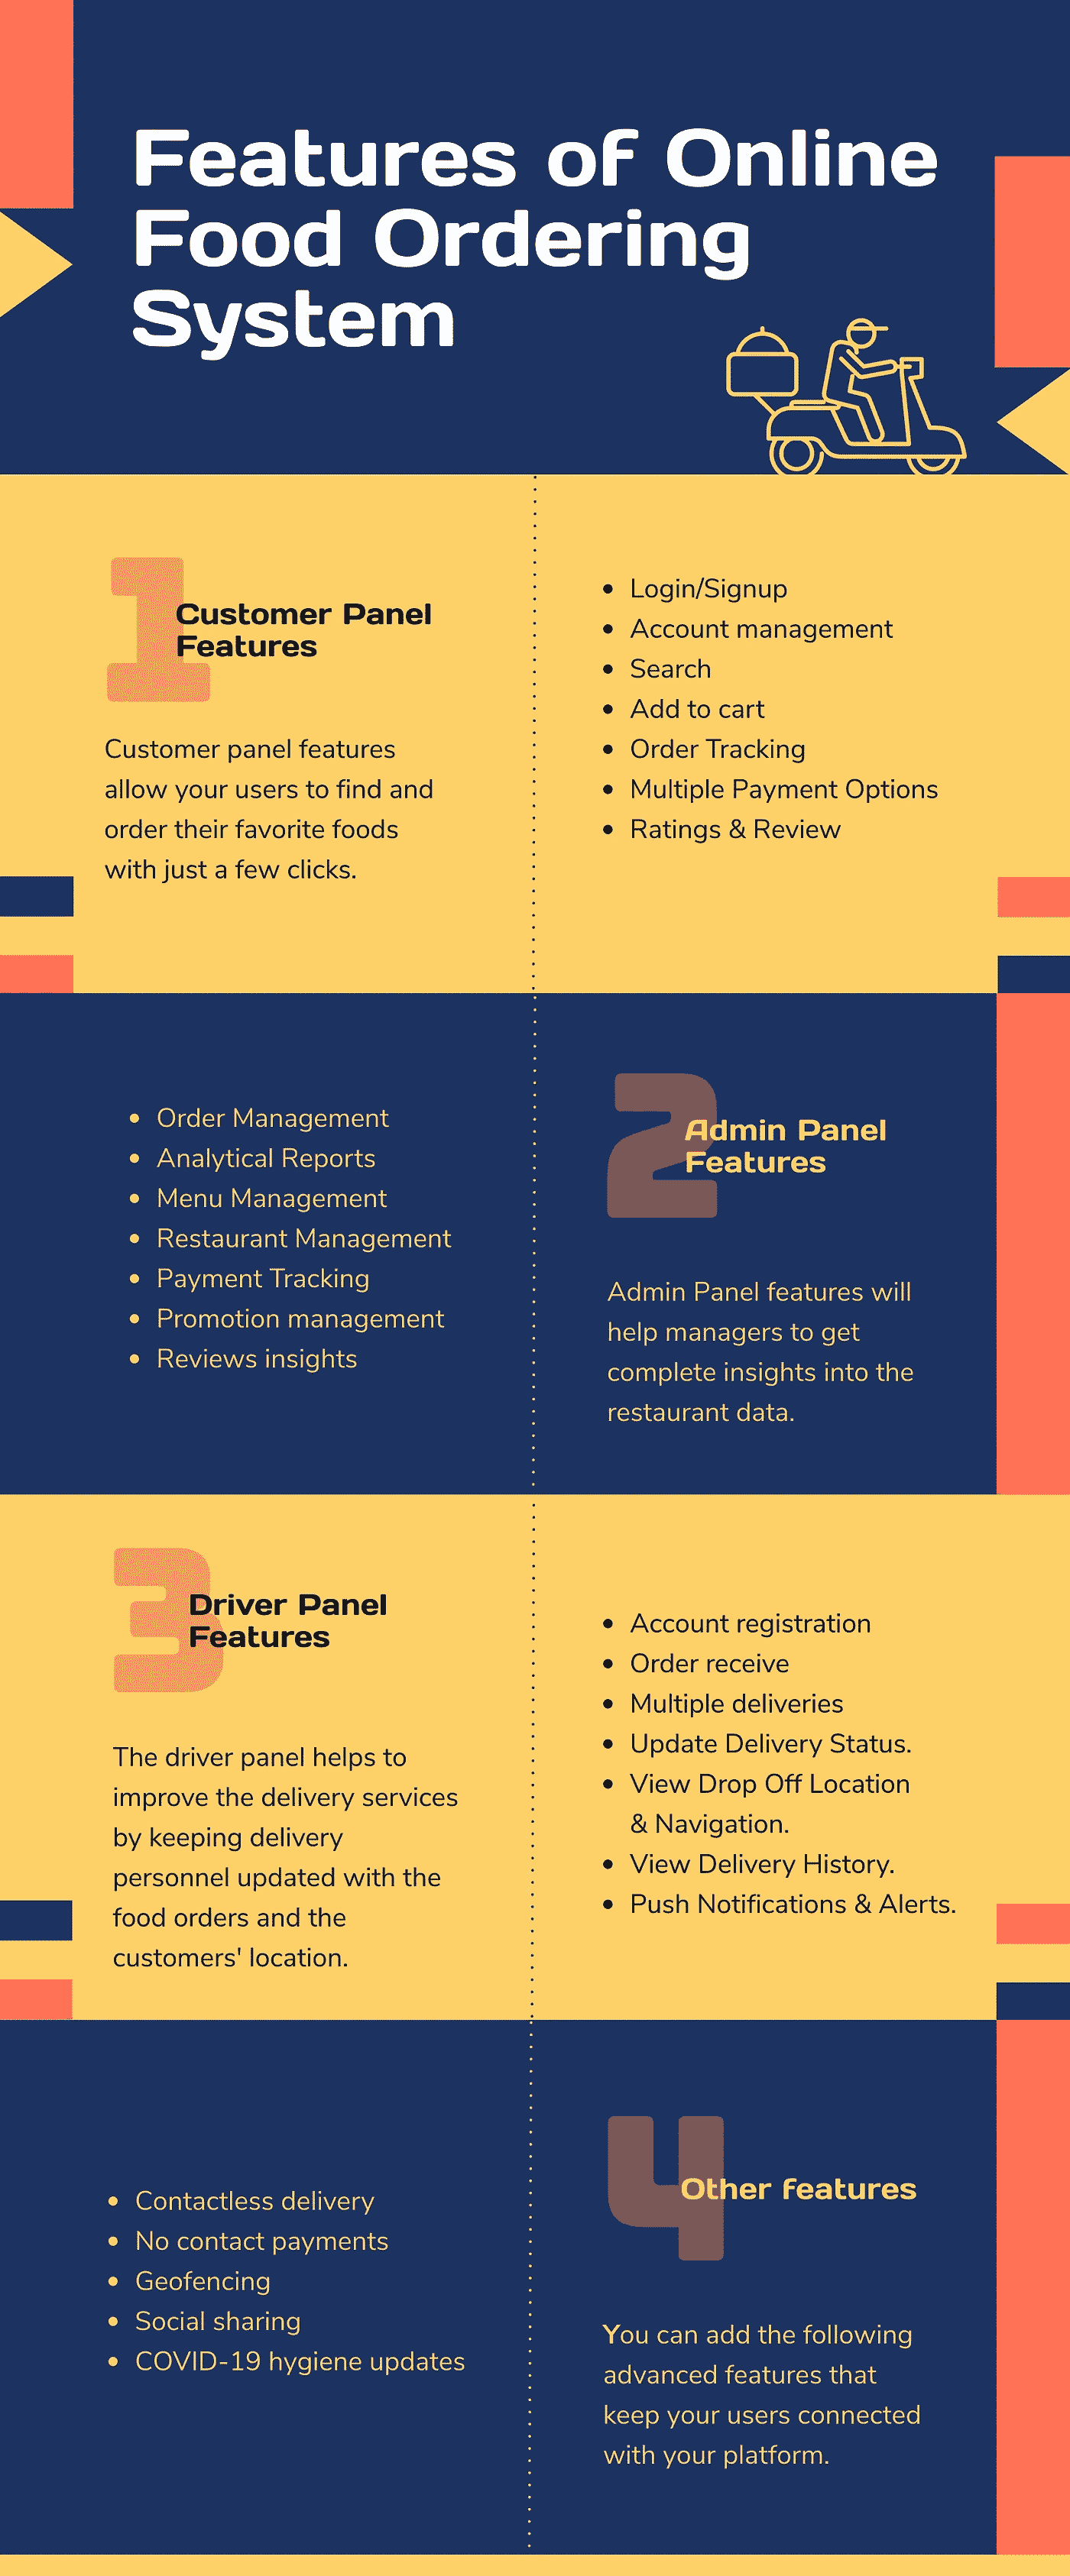 Features of Online
Food Ordering
System
1
Customer Panel
Features
Customer panel features
allow your users to find and
order their favorite foods
with just a few clicks.
• Login/Signup
• Account management
• Search
• Add to cart
• Order Tracking
• Multiple Payment Options
• Ratings & Review
2
Admin Panel
Features
Admin Panel features will
help managers to get
complete insights into the
restaurant data.
• Order Management
• Analytical Reports
• Menu Management
• Restaurant Management
• Payment Tracking
• Promotion management
• Reviews insights
3
Driver Panel
Features
The driver panel helps to
improve the delivery services
by keeping delivery
personnel updated with the
food orders and the
customers' location.
• Account registration
• Order receive
• Multiple deliveries
• Update Delivery Status.
• View Drop Off Location
& Navigation.
• View Delivery History.
• Push Notifications & Alerts.
4
Other features
You can add the following
advanced features that
keep your users connected
with your platform.
• Contactless delivery
• No contact payments
• Geofencing
• Social sharing
• COVID-19 hygiene updates